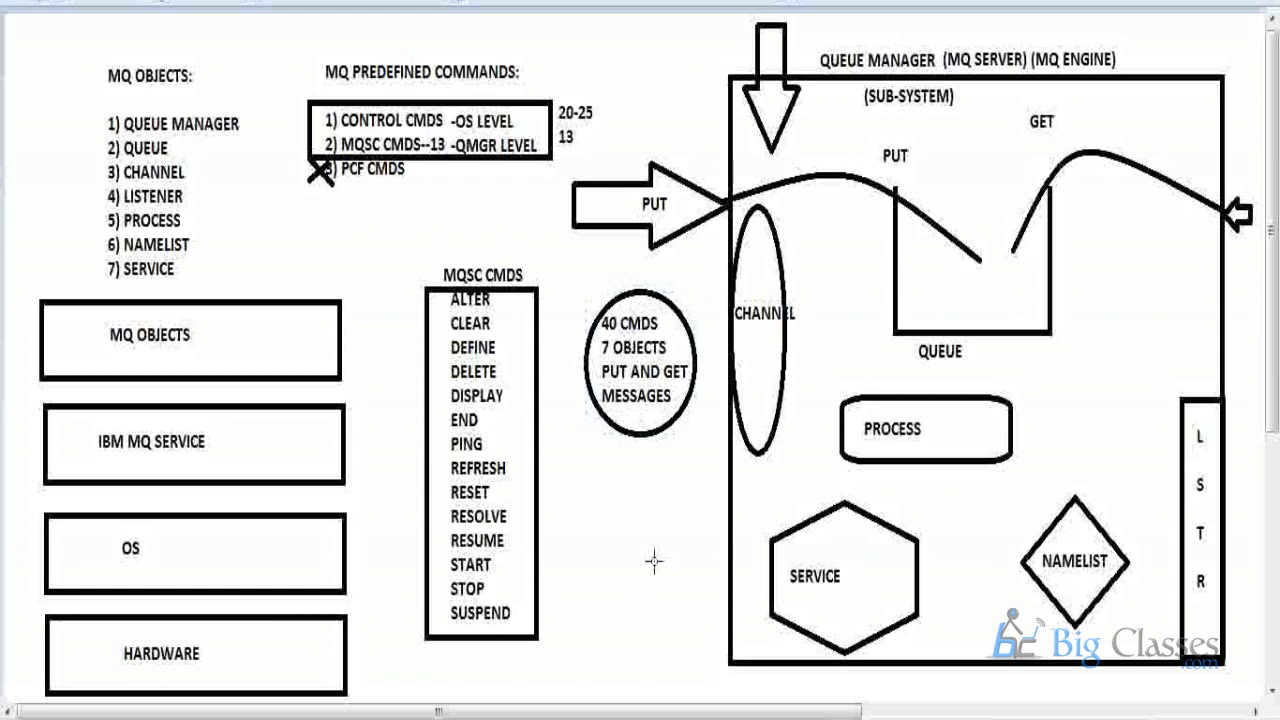 MQ OBJECTS:
1) QUEUE MANAGER
2) QUEUE
3) CHANNEL
4) LISTENER
5) PROCESS
6) NAMELIST
7) SERVICE
MQ PREDEFINED COMMANDS:
1) CONTROL CMDS -OS LEVEL
2) MQSC CMDS--13 -QMGR LEVEL
3) PCF CMDS
20-25
13
MQ OBJECTS
IBM MQ SERVICE
OS
HARDWARE
MQSC CMDS
ALTER
CLEAR
DEFINE
DELETE
DISPLAY
END
PING
REFRESH
RESET
RESOLVE
RESUME
START
STOP
SUSPEND
40 CMDS
7 OBJECTS
PUT AND GET
MESSAGES
PUT
QUEUE MANAGER (MQ SERVER) (MQ ENGINE)
(SUB-SYSTEM)
GET
PUT
CHANNEL
QUEUE
PROCESS
SERVICE
NAMELIST
L
S
T
R
Big Classes
.com